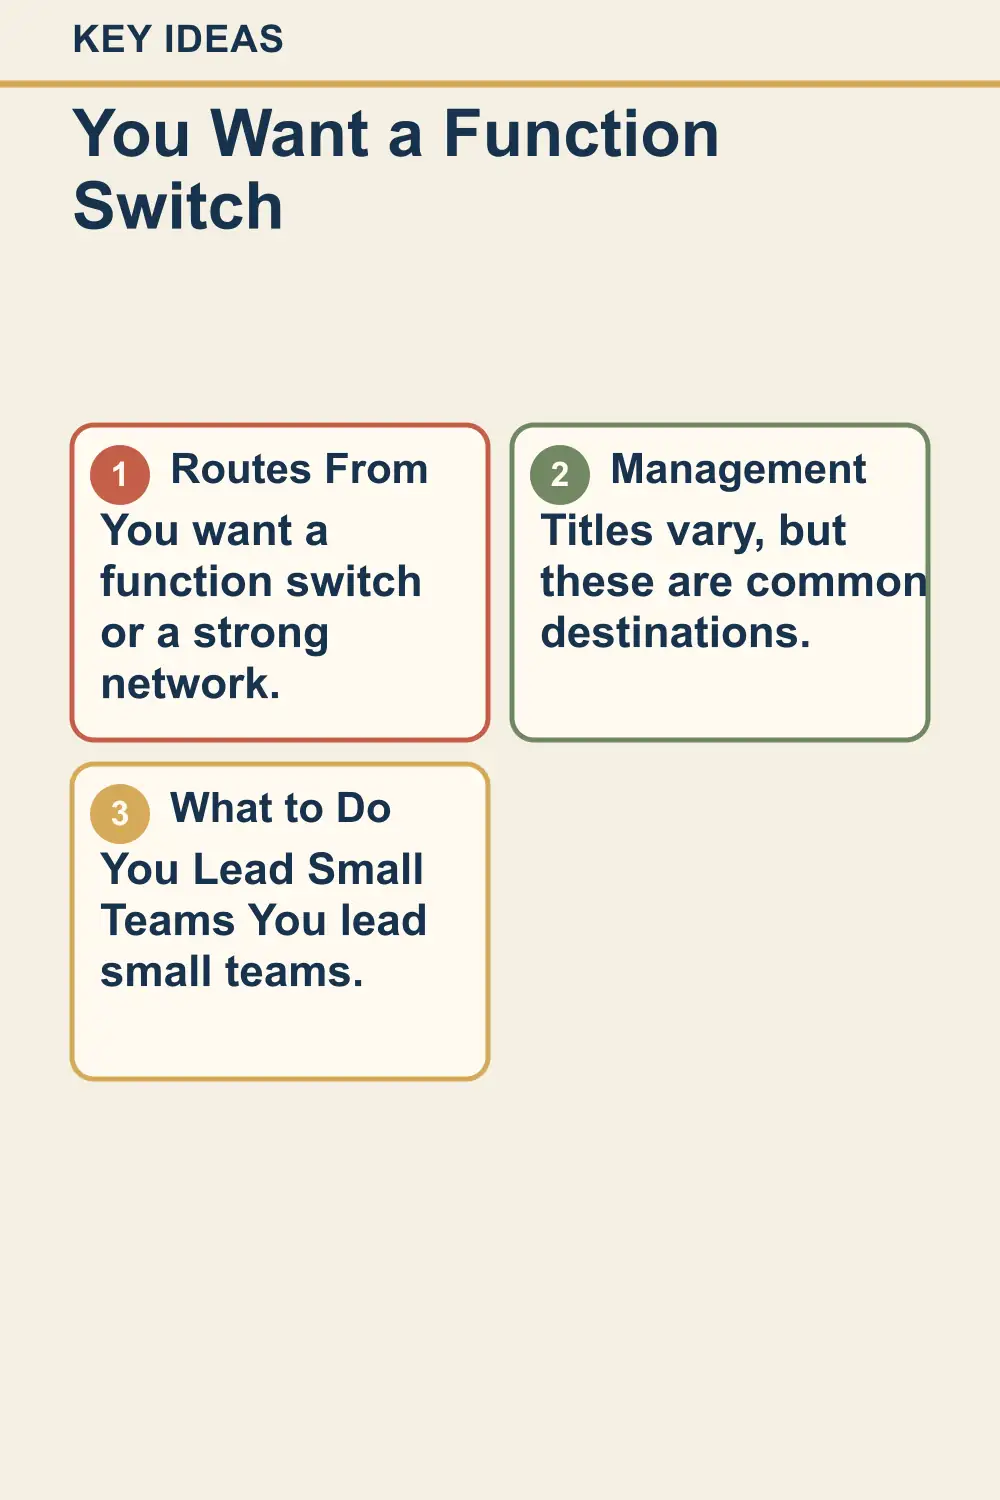 KEY IDEAS
You Want a Function
Switch
1 Routes From
You want a
function switch
or a strong
network.
2 Management
Titles vary, but
these are common
destinations.
3 What to Do
You Lead Small
Teams You lead
small teams.